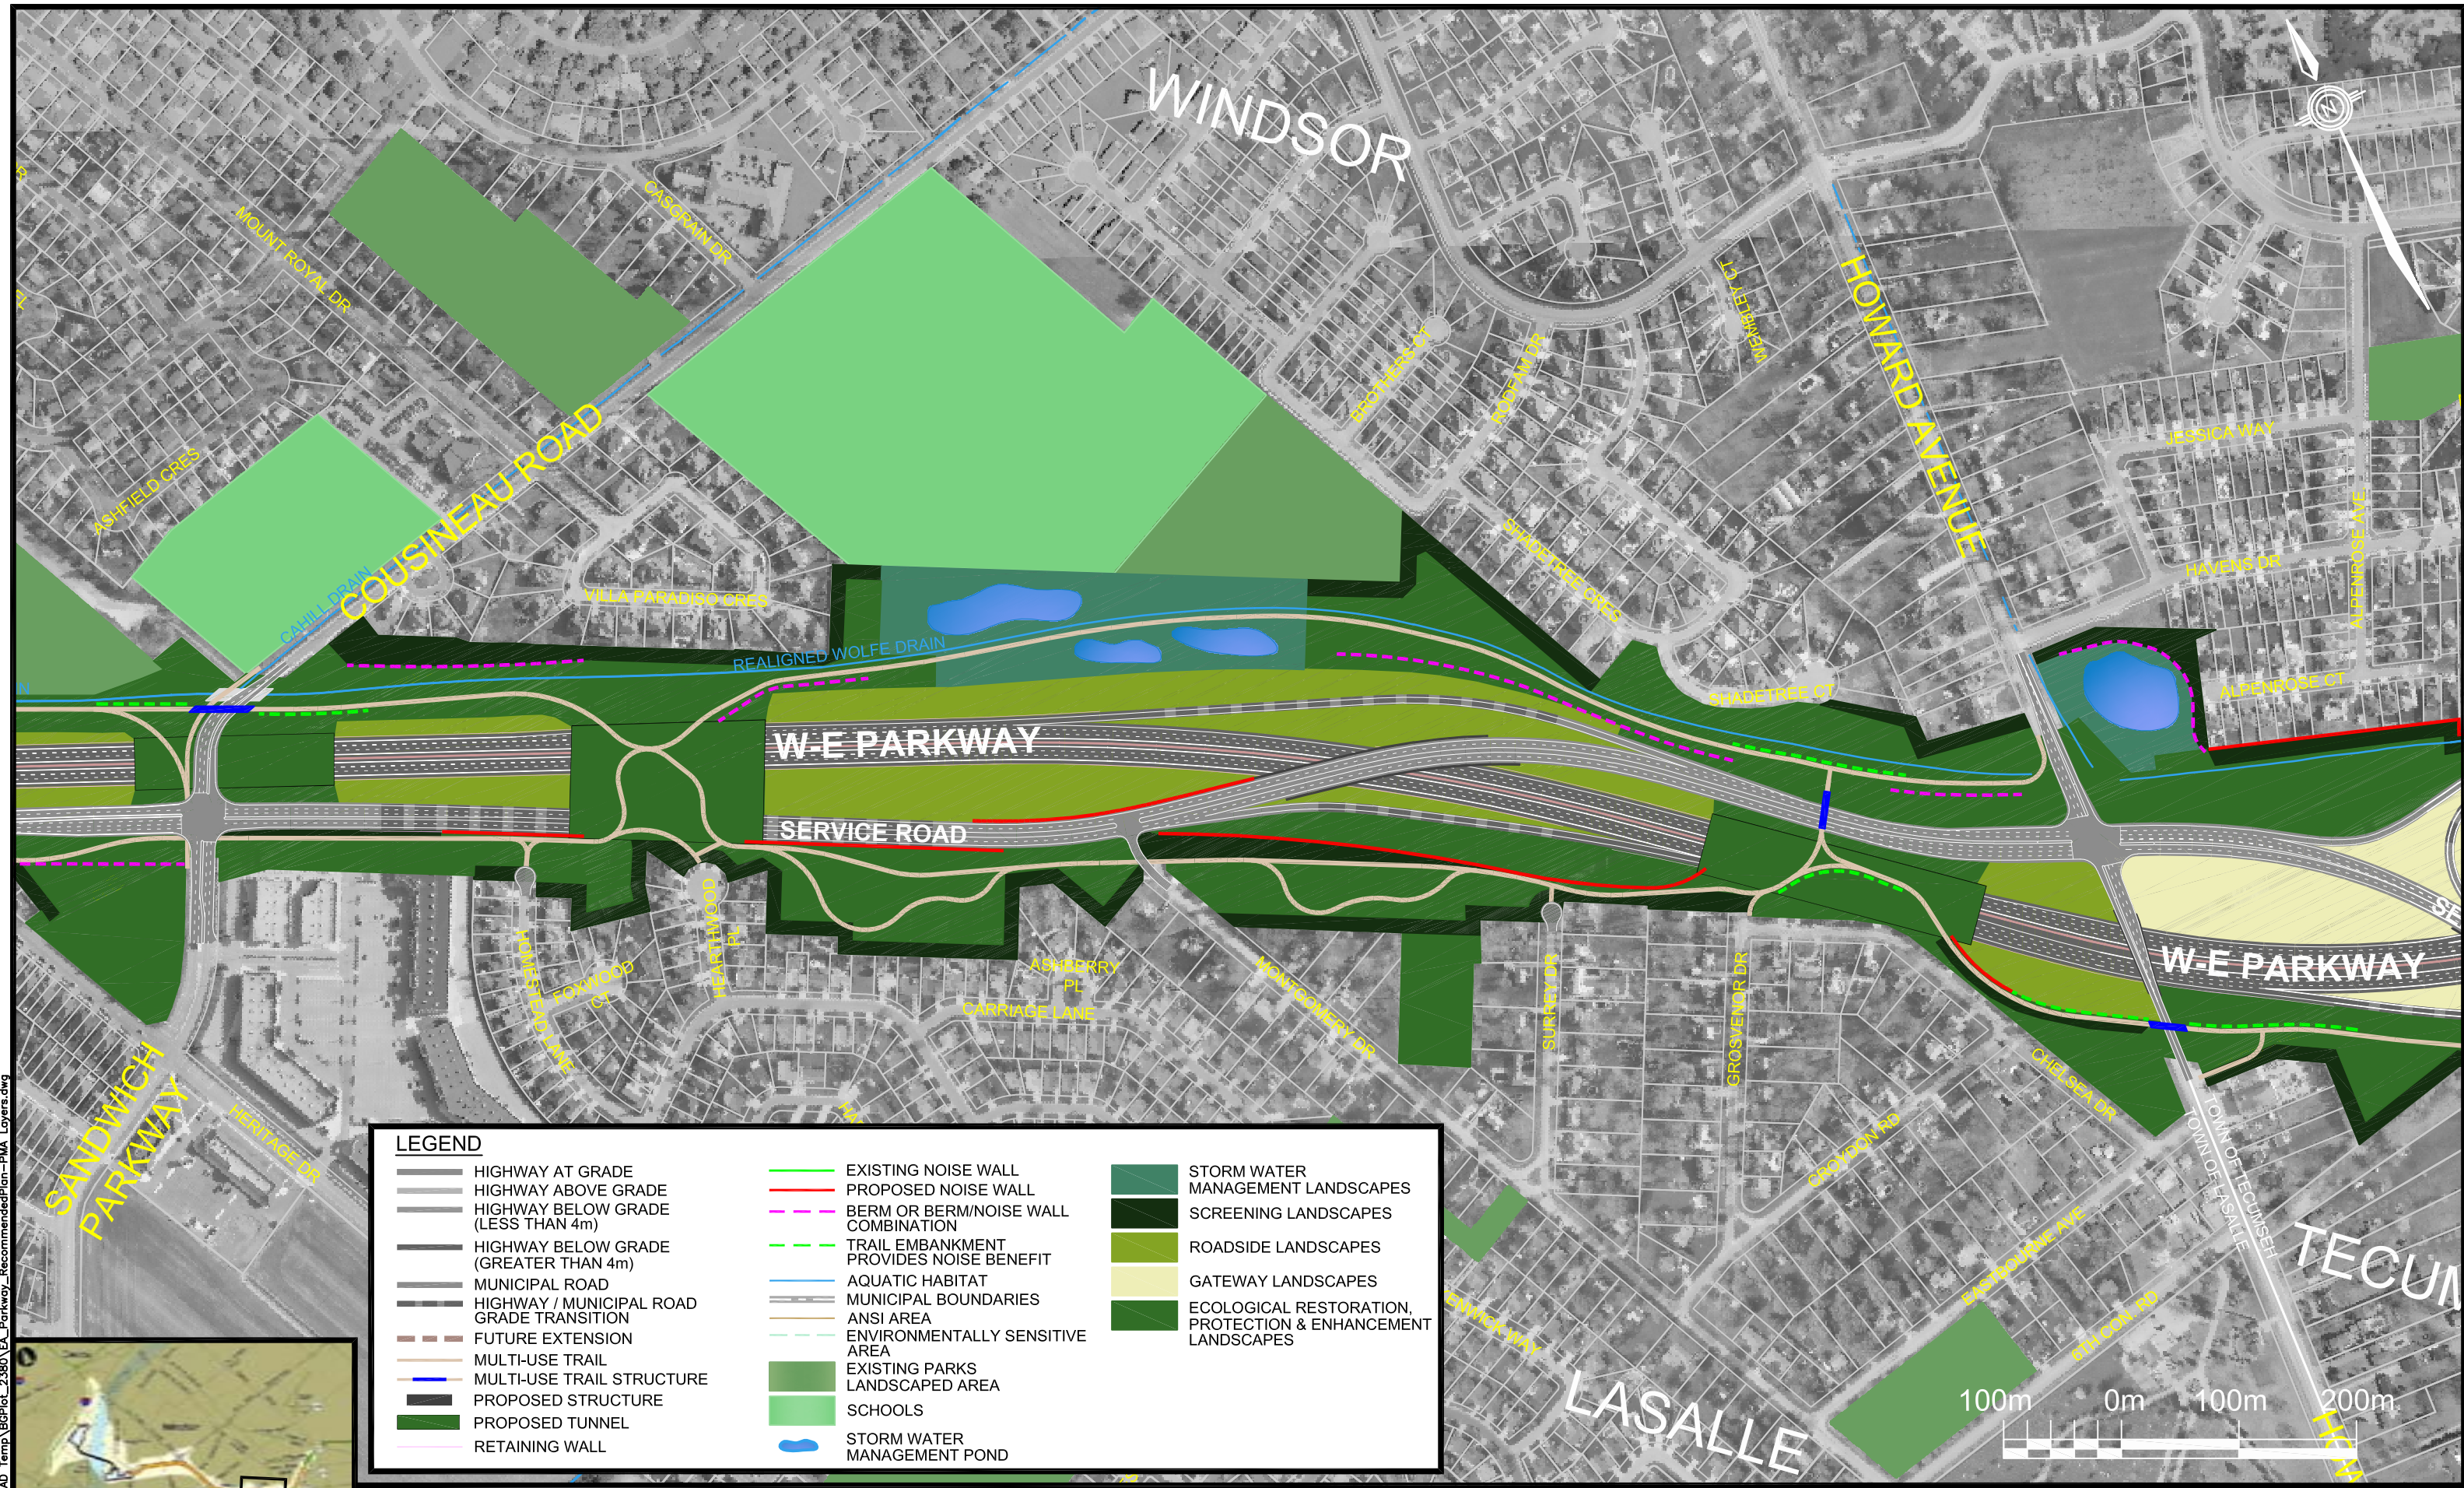 WINDSOR
CASGRAIN DR
MOUNT ROYAL DR
WEMBLEY CT
HOWARD AVENUE
BROTHERS CT
RODFAM DR
JESSICA WAY
ASHFIELD CRES
COUSINEAU ROAD
ALPENROSE AVE
SHADETREE CRES
HAVENS DR
CAHILL DRAIN
VILLA PARADISO CRES
REALIGNED WOLFE DRAIN
SHADETREE CT
ALPENROSE CT
N
W-E PARKWAY
SERVICE ROAD
HOMESTEAD LANE
FOXWOOD
CT
HEARTHWOOD
PL
ASHBERRY
PL
CARRIAGE LANE
MONTGOMERY DR
SURREY DR
GROSVENOR DR
W-E PARKWAY
CHELSEA DR
SANDWICH
PARKWAY
HERITAGE DR
CROYDON RD
TOWN OF TECUMSEH
TOWN OF LASALLE
EASTBOURNE AVE
6TH CON. RD
LASALLE
100m 0m 100m 200m
LEGEND
HIGHWAY AT GRADE
HIGHWAY ABOVE GRADE
HIGHWAY BELOW GRADE
(LESS THAN 4m)
HIGHWAY BELOW GRADE
(GREATER THAN 4m)
MUNICIPAL ROAD
HIGHWAY / MUNICIPAL ROAD
GRADE TRANSITION
FUTURE EXTENSION
MULTI-USE TRAIL
MULTI-USE TRAIL STRUCTURE
PROPOSED STRUCTURE
PROPOSED TUNNEL
RETAINING WALL
EXISTING NOISE WALL
PROPOSED NOISE WALL
BERM OR BERM/NOISE WALL
COMBINATION
TRAIL EMBANKMENT
PROVIDES NOISE BENEFIT
AQUATIC HABITAT
MUNICIPAL BOUNDARIES
ANSI AREA
ENVIRONMENTALLY SENSITIVE
AREA
EXISTING PARKS
LANDSCAPED AREA
SCHOOLS
STORM WATER
MANAGEMENT POND
STORM WATER
MANAGEMENT LANDSCAPES
SCREENING LANDSCAPES
ROADSIDE LANDSCAPES
GATEWAY LANDSCAPES
ECOLOGICAL RESTORATION,
PROTECTION & ENHANCEMENT
LANDSCAPES